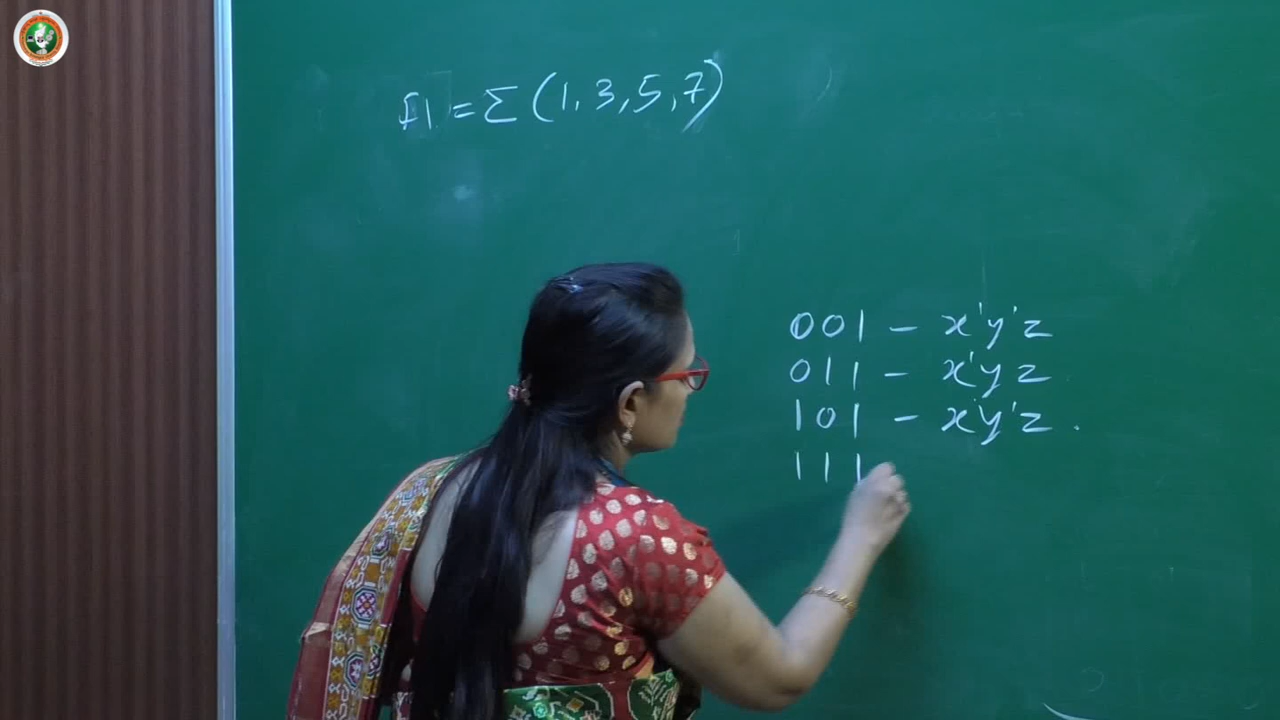 f1 = Σ (1, 3, 5, 7)
001 - x'y'z
011 - x'yz
101 - xy'z.
111